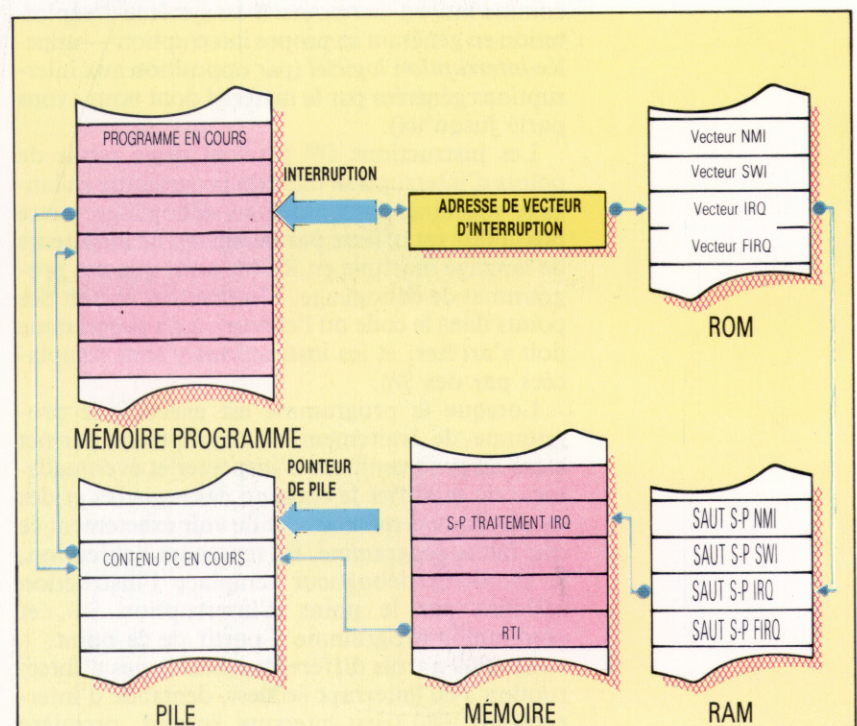 PROGRAMME EN COURS
INTERRUPTION
ADRESSE DE VECTEUR
D'INTERRUPTION
Vecteur NMI
Vecteur SWI
Vecteur IRQ
Vecteur FIRQ
ROM
MÉMOIRE PROGRAMME
POINTEUR
DE PILE
CONTENU PC EN COURS
PILE
S-P TRAITEMENT IRQ
RTI
MÉMOIRE
SAUT S-P NMI
SAUT S-P SWI
SAUT S-P IRQ
SAUT S-P FIRQ
RAM